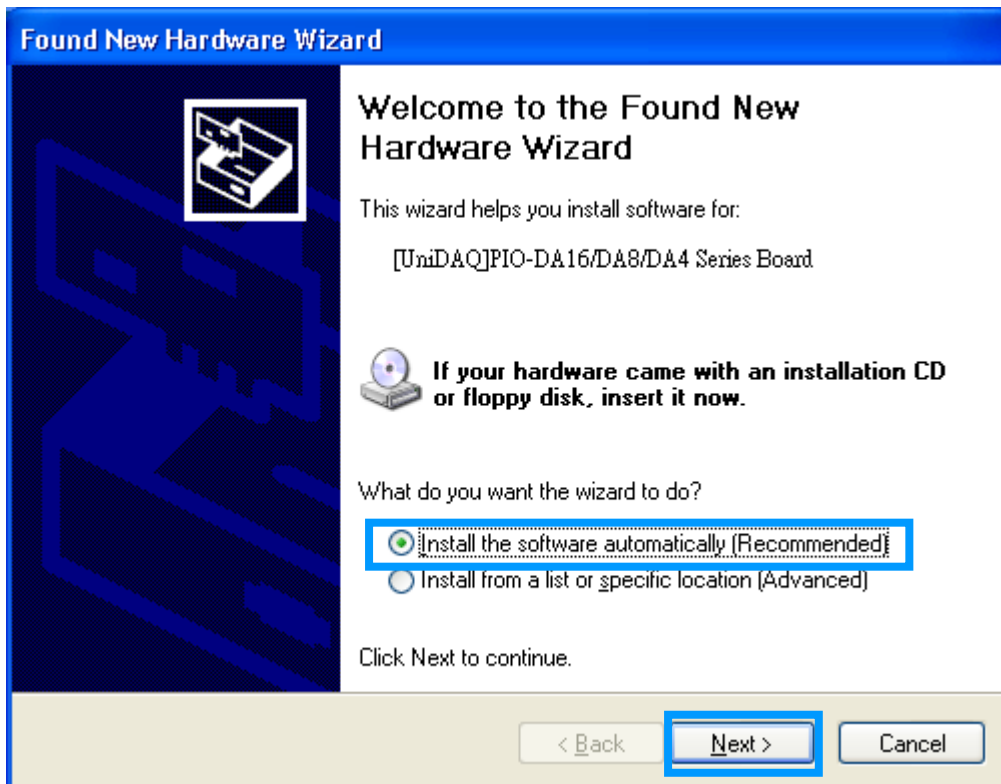 Found New Hardware Wizard
Welcome to the Found New
Hardware Wizard
This wizard helps you install software for:
[UniDAQ]PIO-DA16/DA8/DA4 Series Board
If your hardware came with an installation CD
or floppy disk, insert it now.
What do you want the wizard to do?
Install the software automatically (Recommended)
Install from a list or specific location (Advanced)
Click Next to continue.
< Back Next > Cancel